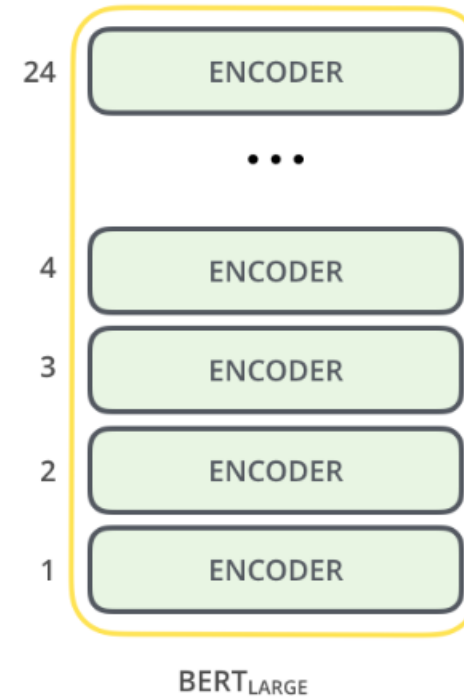 24 ENCODER
...
4 ENCODER
3 ENCODER
2 ENCODER
1 ENCODER
BERTLARGE